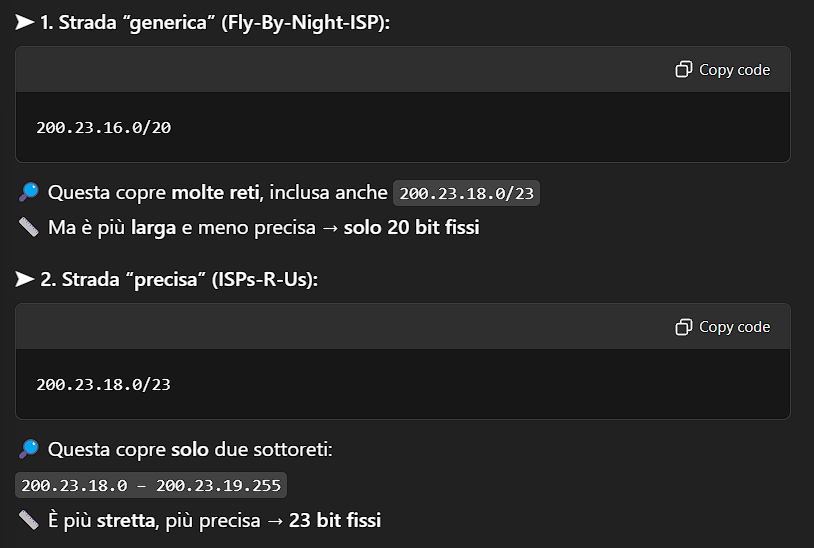 ➤ 1. Strada “generica” (Fly-By-Night-ISP):
Copy code
200.23.16.0/20
🔎 Questa copre molte reti, inclusa anche 200.23.18.0/23
📏 Ma è più larga e meno precisa → solo 20 bit fissi
➤ 2. Strada “precisa” (ISPs-R-Us):
Copy code
200.23.18.0/23
🔎 Questa copre solo due sottoreti:
200.23.18.0 – 200.23.19.255
📏 È più stretta, più precisa → 23 bit fissi